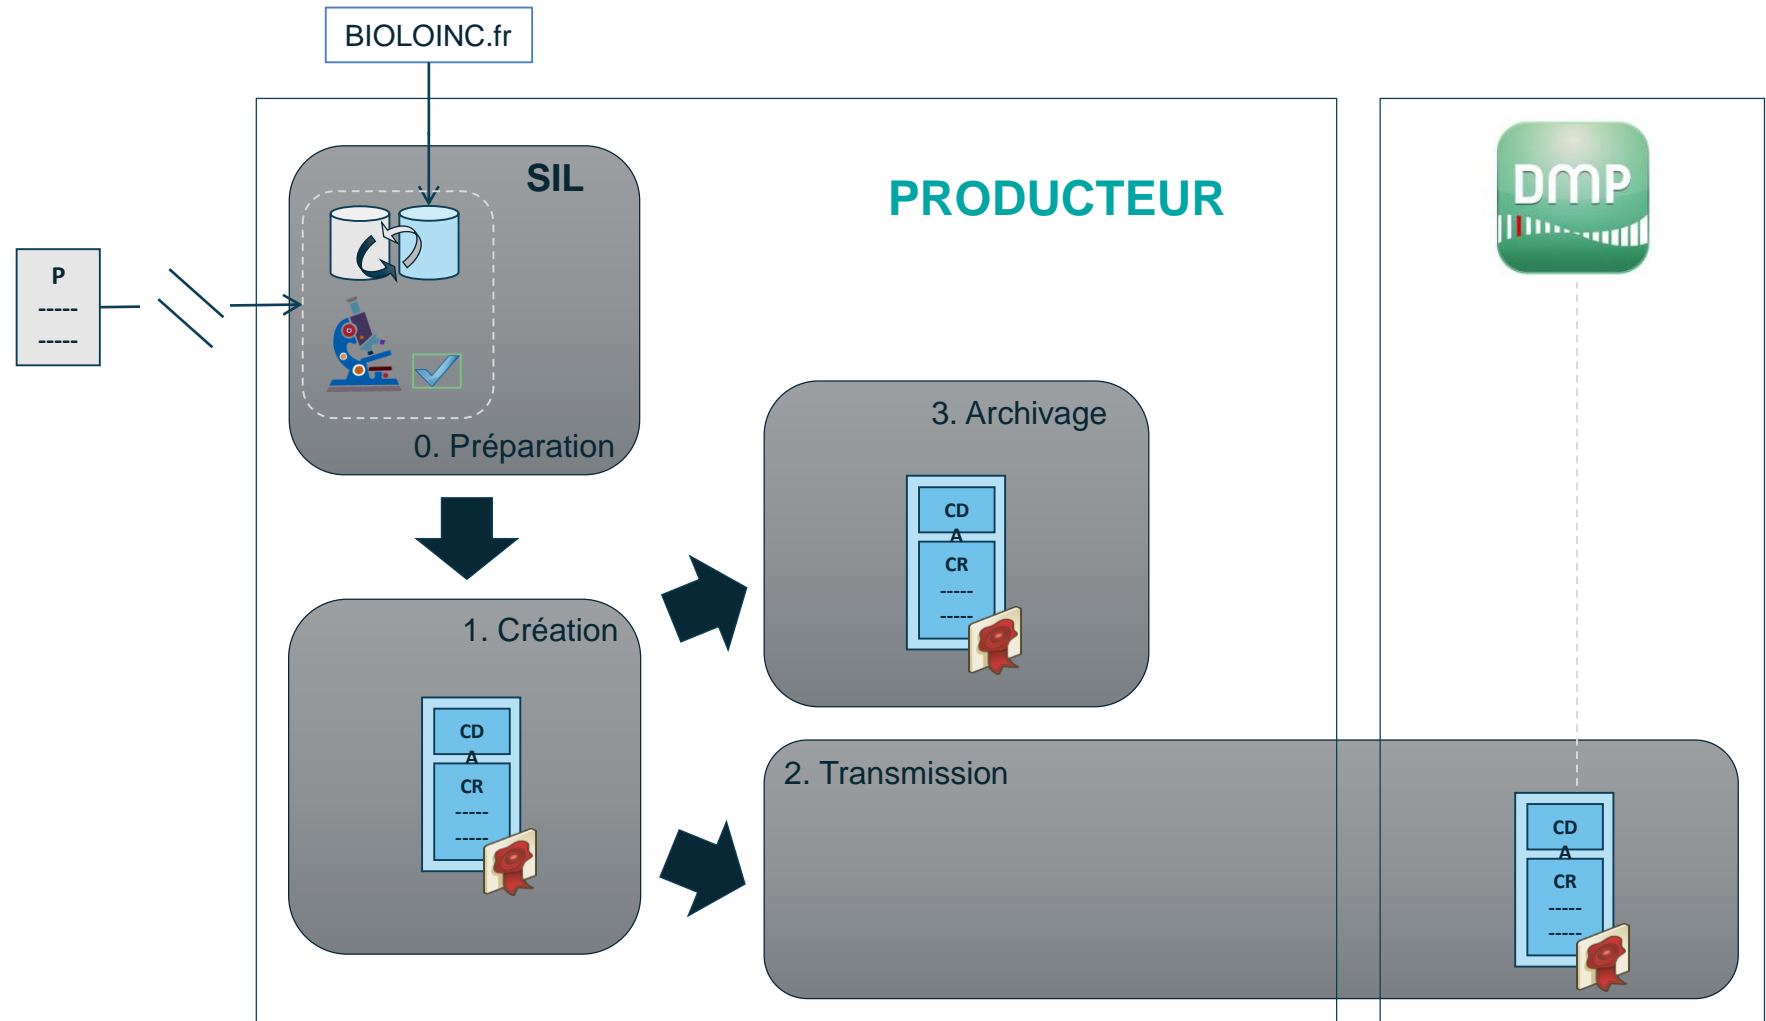 BIOLOINC.fr
SIL
PRODUCTEUR
DMP
P
-----
-----
0. Préparation
3. Archivage
CD
A
CR
-----
-----
1. Création
CD
A
CR
-----
-----
2. Transmission
CD
A
CR
-----
-----